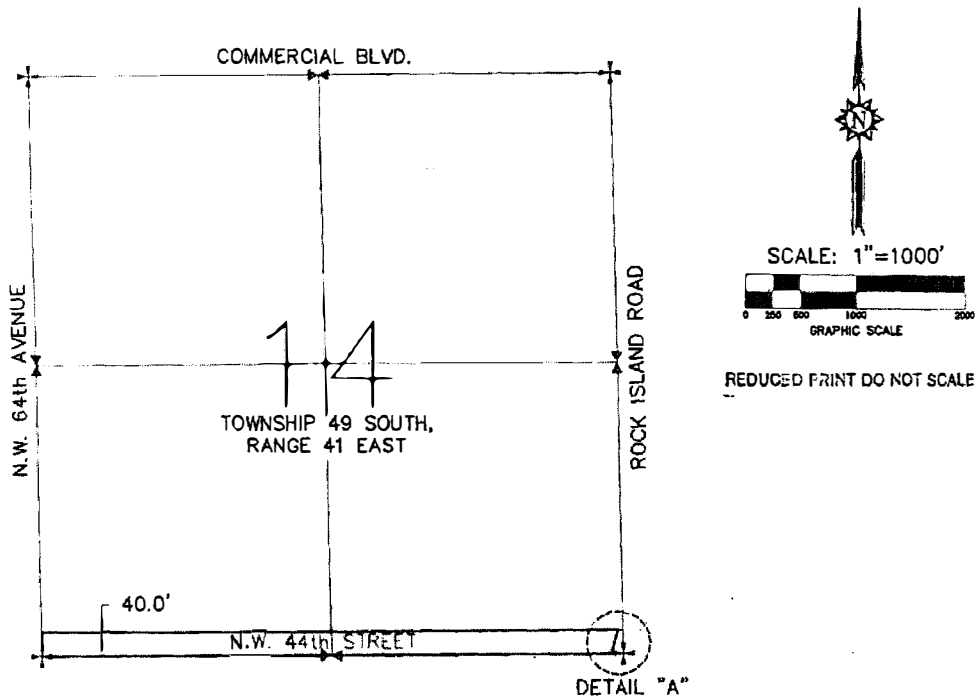 COMMERCIAL BLVD.
N
SCALE: 1"=1000'
0 250 500 1000 2000
GRAPHIC SCALE
REDUCED PRINT DO NOT SCALE
N.W. 64th AVENUE
ROCK ISLAND ROAD
14
TOWNSHIP 49 SOUTH,
RANGE 41 EAST
40.0'
N.W. 44th STREET
DETAIL "A"